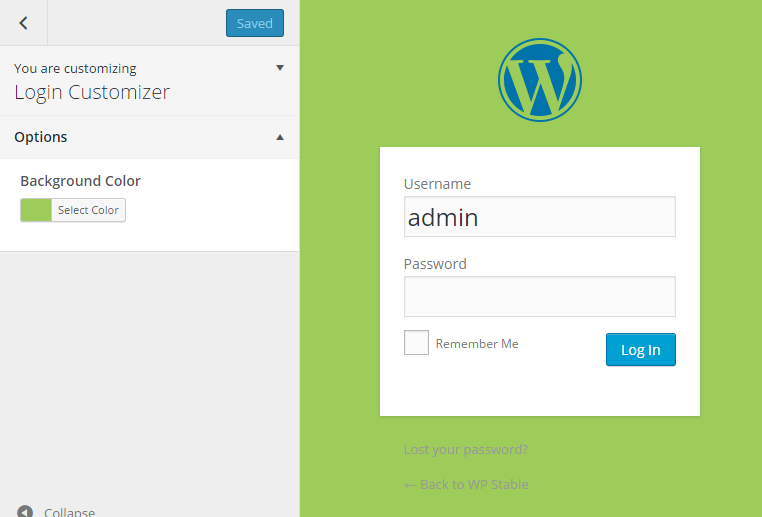 Saved
You are customizing
Login Customizer
Options
Background Color
Select Color
Collapse
Username
admin
Password
Remember Me
Log In
Lost your password?
← Back to WP Stable